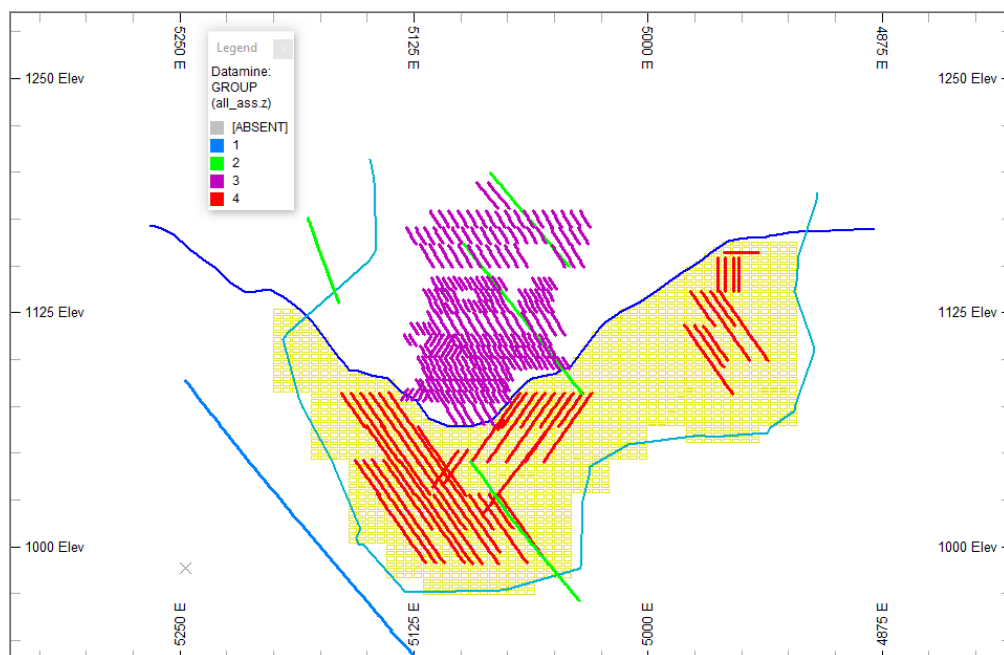 5250 E
5125 E
5000 E
4875 E
Legend
x
Datamine:
GROUP
(all_ass.z)
[ABSENT]
1
2
3
4
1250 Elev
1250 Elev
1125 Elev
1125 Elev
1000 Elev
1000 Elev
5250 E
5125 E
5000 E
4875 E